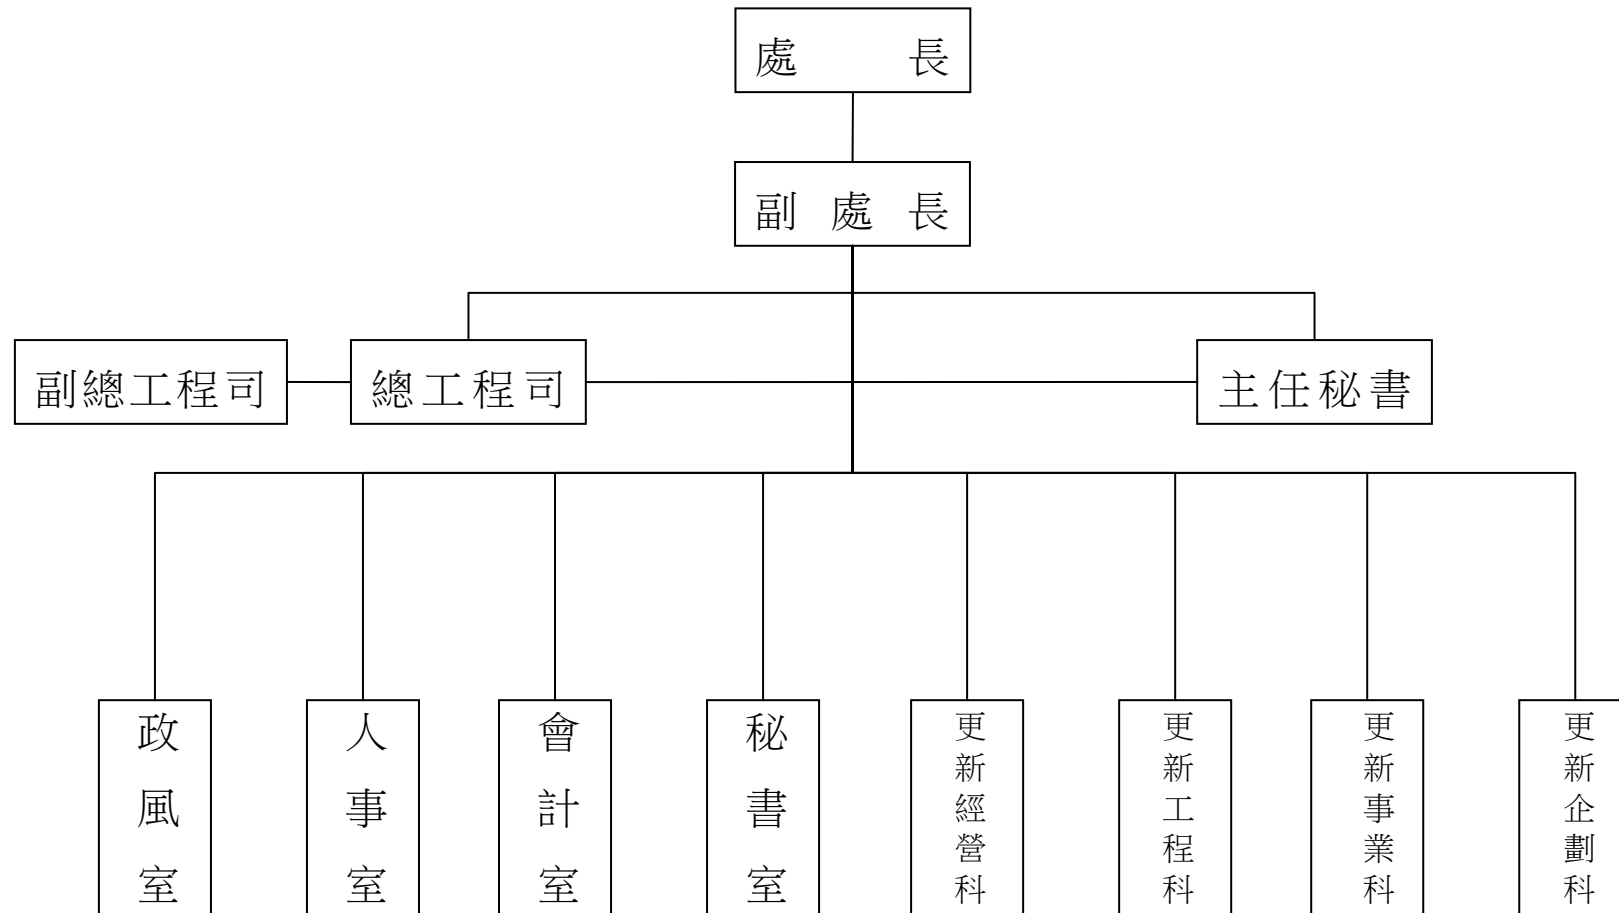 處長
副處長
副總工程司
總工程司
主任秘書
政風室
人事室
會計室
秘書室
更新經營科
更新工程科
更新事業科
更新企劃科